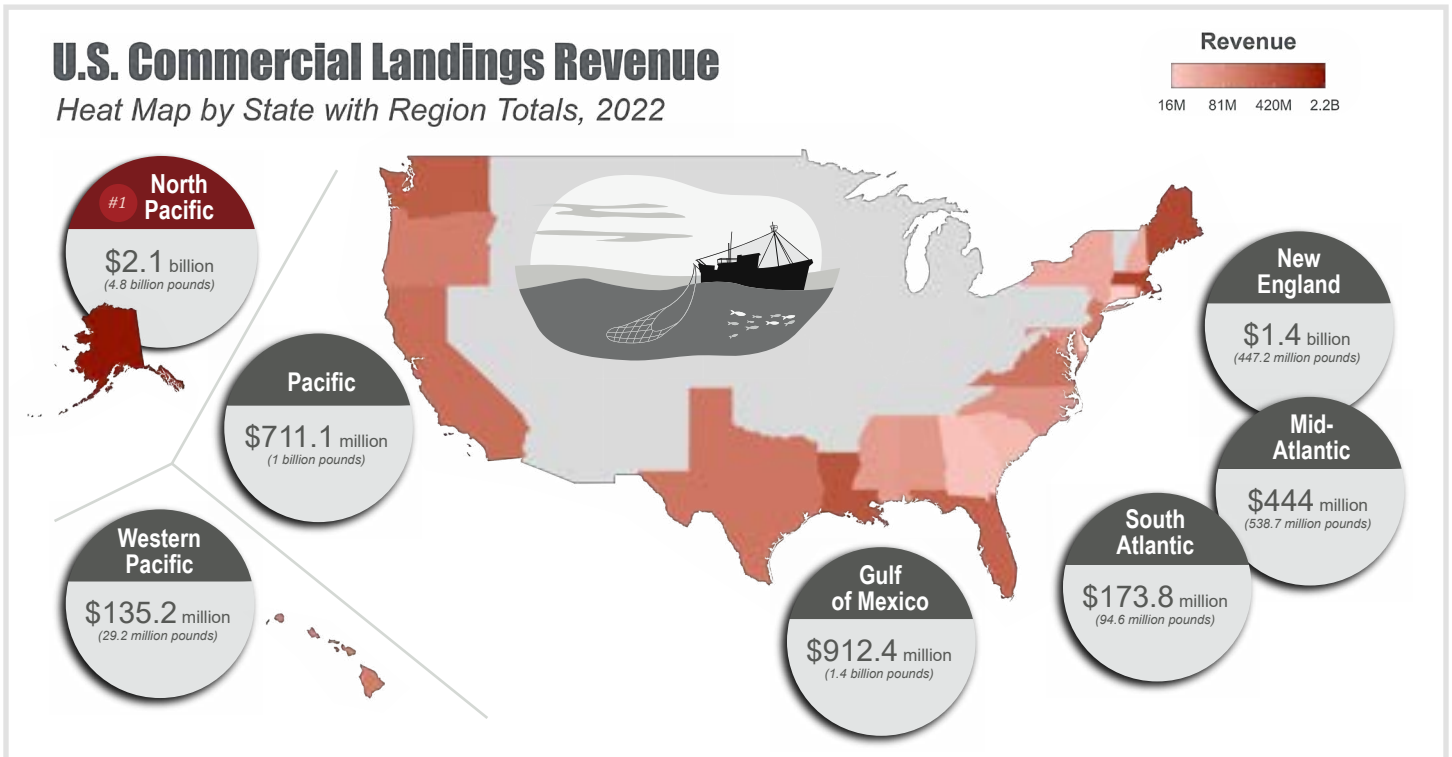 U.S. Commercial Landings Revenue
Heat Map by State with Region Totals, 2022
Revenue
16M 81M 420M 2.2B
#1
North
Pacific
$2.1 billion
(4.8 billion pounds)
Pacific
$711.1 million
(1 billion pounds)
Western
Pacific
$135.2 million
(29.2 million pounds)
Gulf
of Mexico
$912.4 million
(1.4 billion pounds)
South
Atlantic
$173.8 million
(94.6 million pounds)
Mid-
Atlantic
$444 million
(538.7 million pounds)
New
England
$1.4 billion
(447.2 million pounds)